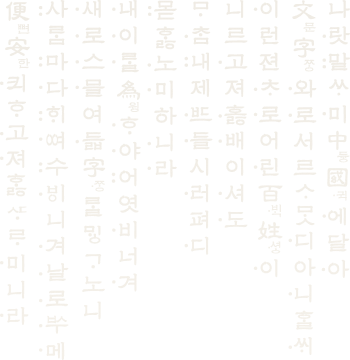 나랏말ᄊᆞ미中듕國귁에달아
文문字ᄍᆞᆼ와로서르ᄉᆞᄆᆞᆺ디아니ᄒᆞᆯᄊᆡ
이런젼ᄎᆞ로어린百ᄇᆡᆨ姓셔ᇰ이
니르고져호ᇙ배이셔도
ᄆᆞᄎᆞᆷ내제ᄠᅳ들시러펴디
몯ᄒᆞᇙ노미하니라
내이ᄅᆞᆯ為윙ᄒᆞ야어엿비너겨
새로스믈여듧字ᄍᆞᆼᄅᆞᆯᄆᆡᇰᄀᆞ노니
사ᄅᆞᆷ마다ᄒᆡᅇᅧ수ᄫᅵ니겨날로ᄡᅮ메
便뼌安한킈ᄒᆞ고져ᄒᆞᇙᄯᆞᄅᆞ미니라